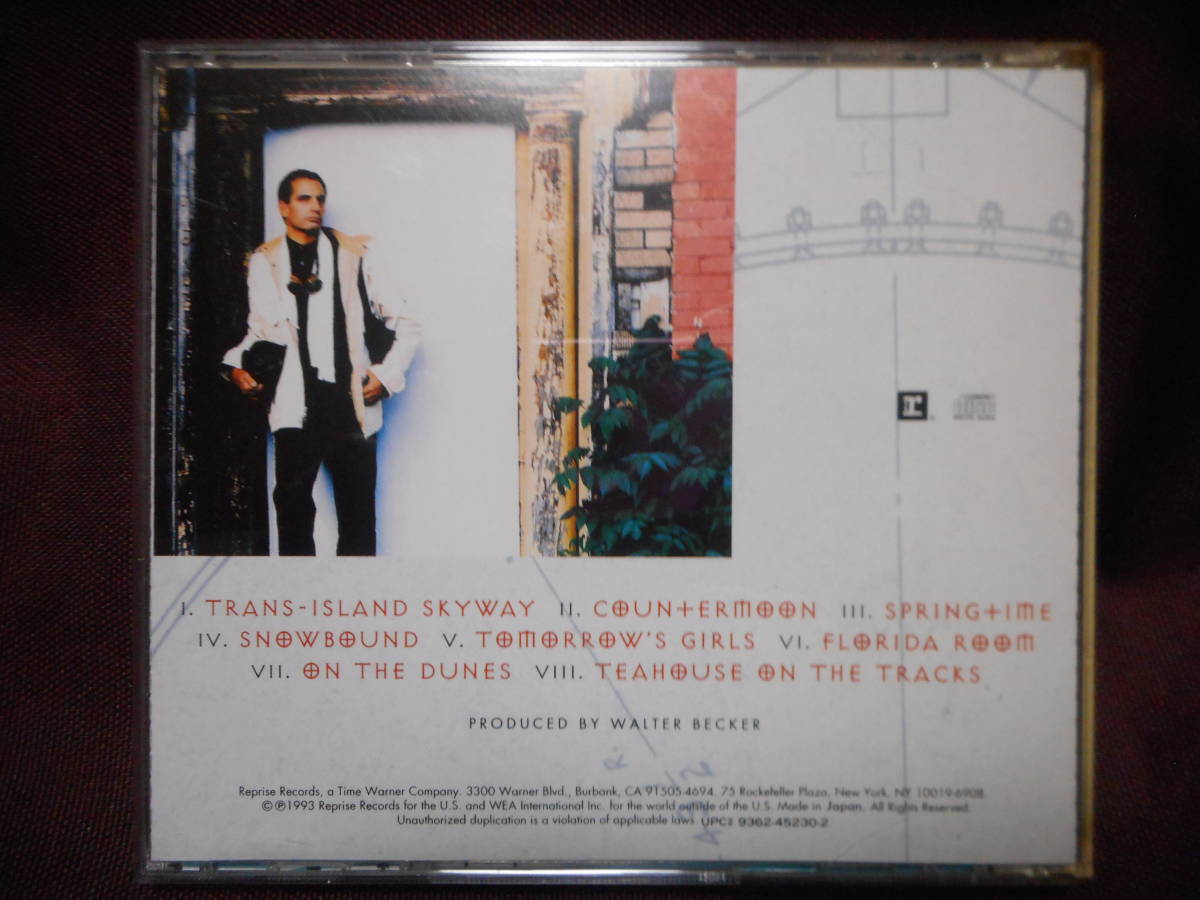 I. TRANS-ISLAND SKYWAY II. COUNTERMOON III. SPRINGTIME
IV. SNOWBOUND V. TOMORROW'S GIRLS VI. FLORIDA ROOM
VII. ON THE DUNES VIII. TEAHOUSE ON THE TRACKS
PRODUCED BY WALTER BECKER
Reprise Records, a Time Warner Company. 3300 Warner Blvd., Burbank, CA 91505-4694. 75 Rockefeller Plaza, New York, NY 10019-6908
©℗1993 Reprise Records for the U.S. and WEA International Inc. for the world outside of the U.S. Made in Japan. All Rights Reserved.
Unauthorized duplication is a violation of applicable laws. UPC# 9362-45230-2
r